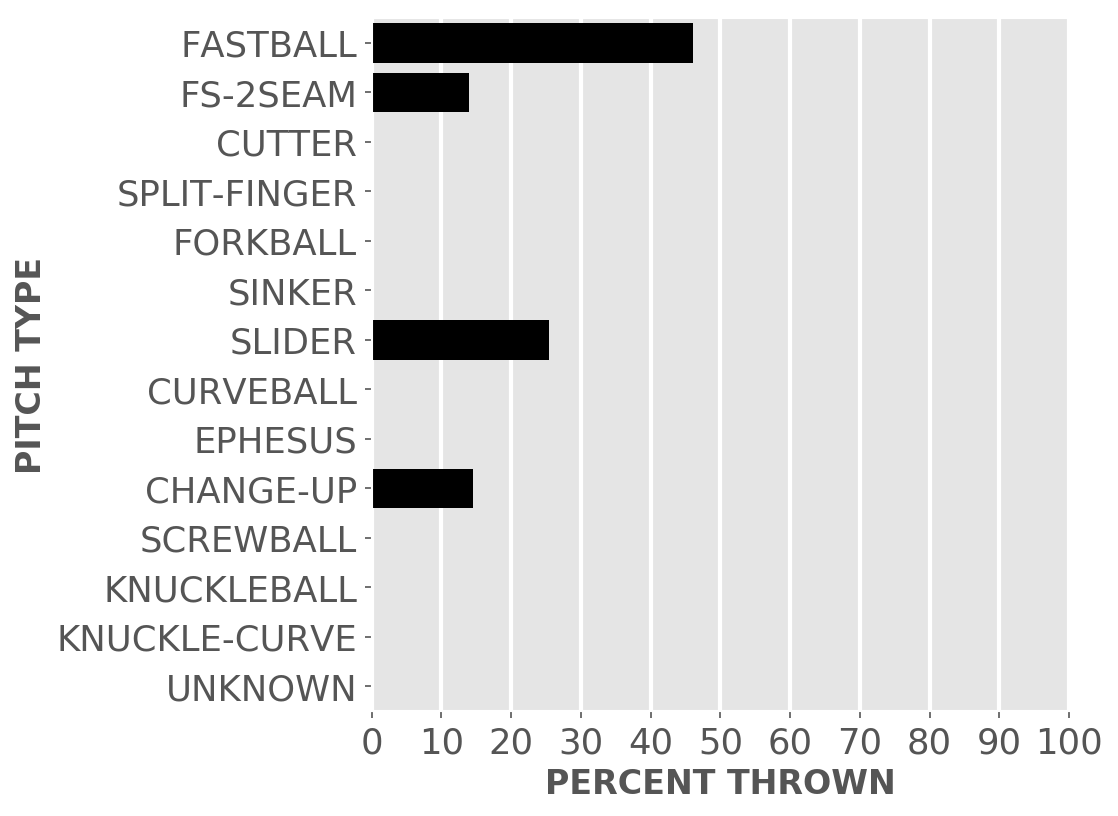 FASTBALL
FS-2SEAM
CUTTER
SPLIT-FINGER
FORKBALL
SINKER
SLIDER
CURVEBALL
EPHESUS
CHANGE-UP
SCREWBALL
KNUCKLEBALL
KNUCKLE-CURVE
UNKNOWN
PITCH TYPE
0 10 20 30 40 50 60 70 80 90 100
PERCENT THROWN